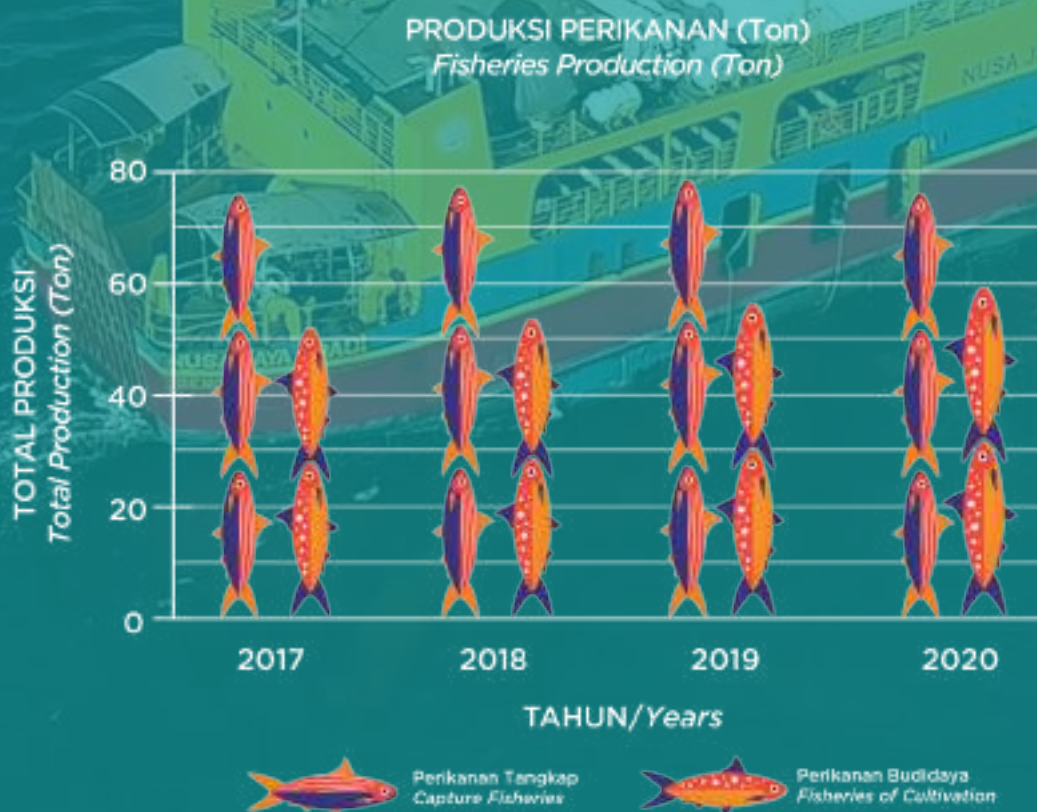 PRODUKSI PERIKANAN (Ton)
Fisheries Production (Ton)
NUSA J
TOTAL PRODUKSI
Total Production (Ton)
80
60
40
20
0
2017
2018
2019
2020
TAHUN/Years
Perikanan Tangkap
Capture Fisheries
Perikanan Budidaya
Fisheries of Cultivation